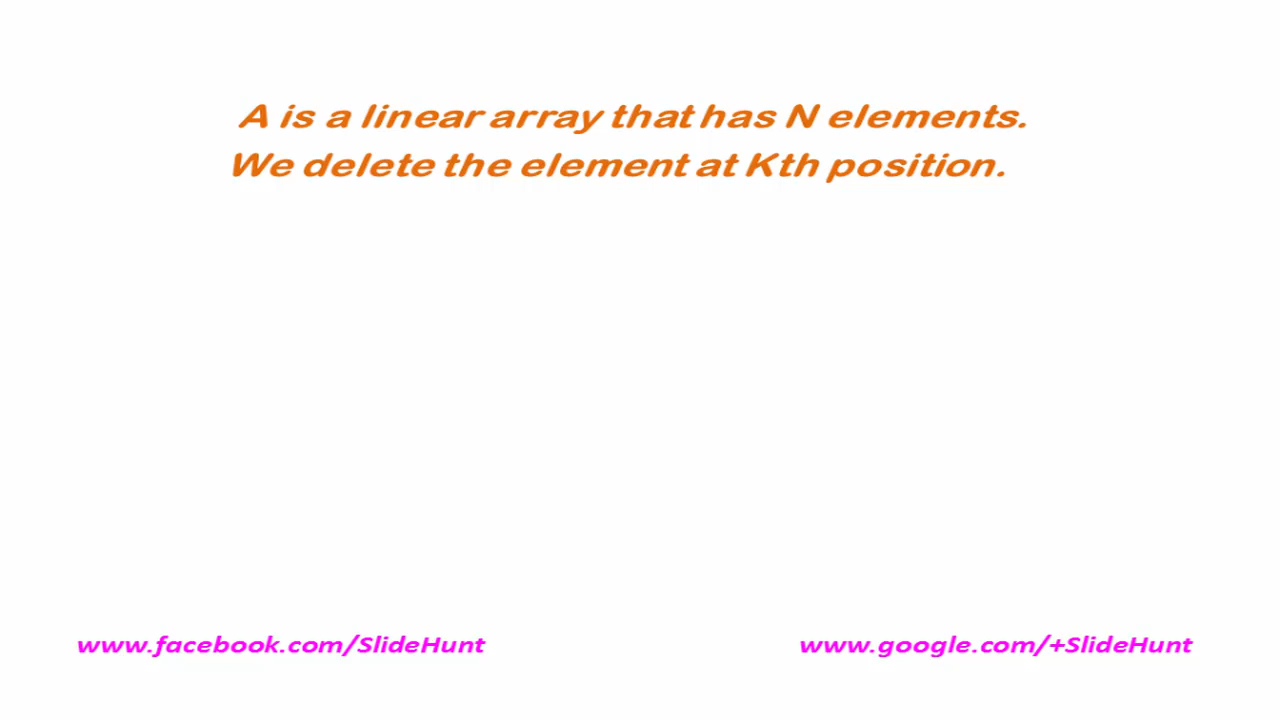 A is a linear array that has N elements.
We delete the element at Kth position.
www.facebook.com/SlideHunt
www.google.com/+SlideHunt